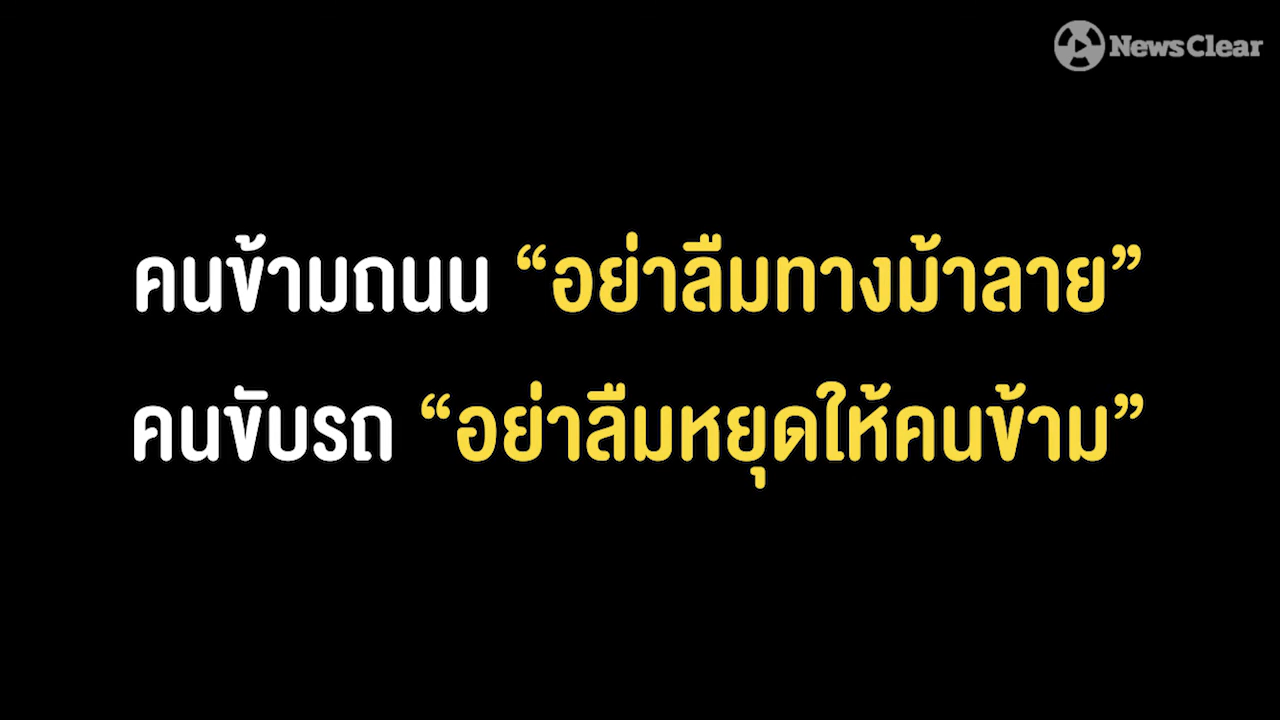 NewsClear
คนข้ามถนน “อย่าลืมทางม้าลาย”
คนขับรถ “อย่าลืมหยุดให้คนข้าม”